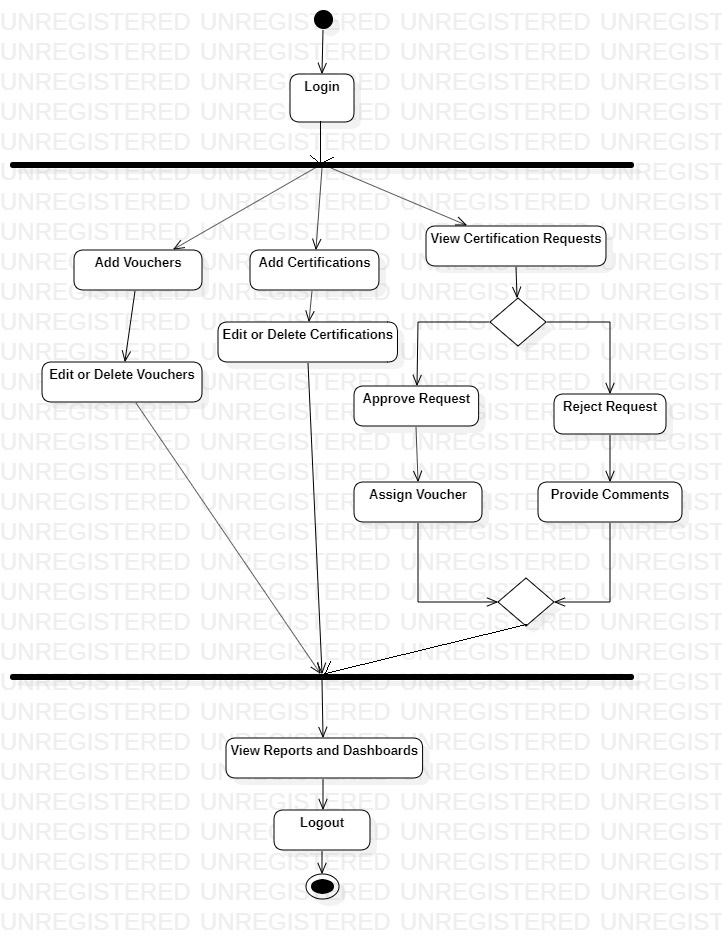 Login
Add Vouchers
Add Certifications
View Certification Requests
Edit or Delete Certifications
Edit or Delete Vouchers
Approve Request
Reject Request
Assign Voucher
Provide Comments
View Reports and Dashboards
Logout
UNREGISTERED